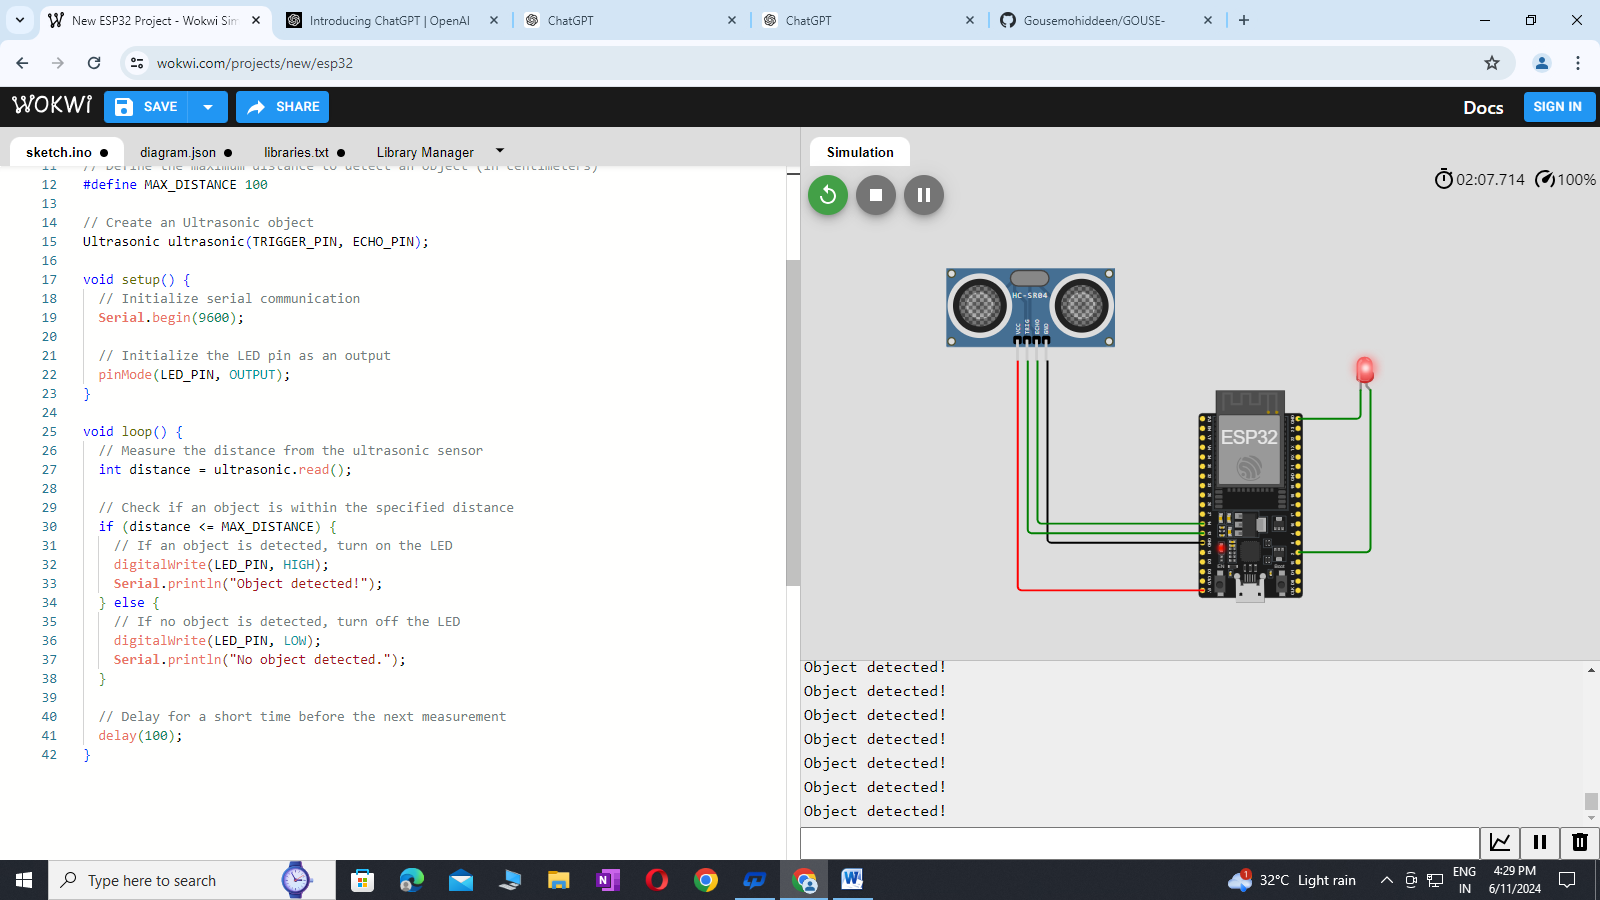 New ESP32 Project - Wokwi Sim
Introducing ChatGPT | OpenAI
ChatGPT
ChatGPT
Gousemohiddeen/GOUSE-
wokwi.com/projects/new/esp32
WOKWI
SAVE
SHARE
Docs
SIGN IN
sketch.ino
diagram.json
libraries.txt
Library Manager
Simulation
02:07.714
100%
11 // Define the maximum distance to detect an object (in centimeters)
12 #define MAX_DISTANCE 100
13
14 // Create an Ultrasonic object
15 Ultrasonic ultrasonic(TRIGGER_PIN, ECHO_PIN);
16
17 void setup() {
18 // Initialize serial communication
19 Serial.begin(9600);
20
21 // Initialize the LED pin as an output
22 pinMode(LED_PIN, OUTPUT);
23 }
24
25 void loop() {
26 // Measure the distance from the ultrasonic sensor
27 int distance = ultrasonic.read();
28
29 // Check if an object is within the specified distance
30 if (distance <= MAX_DISTANCE) {
31 // If an object is detected, turn on the LED
32 digitalWrite(LED_PIN, HIGH);
33 Serial.println("Object detected!");
34 } else {
35 // If no object is detected, turn off the LED
36 digitalWrite(LED_PIN, LOW);
37 Serial.println("No object detected.");
38 }
39
40 // Delay for a short time before the next measurement
41 delay(100);
42 }
HC-SR04
VCC
TRIG
ECHO
GND
ESP32
EN
Boot
Object detected!
Object detected!
Object detected!
Object detected!
Object detected!
Object detected!
Object detected!
Type here to search
32°C Light rain
1
ENG
IN
4:29 PM
6/11/2024